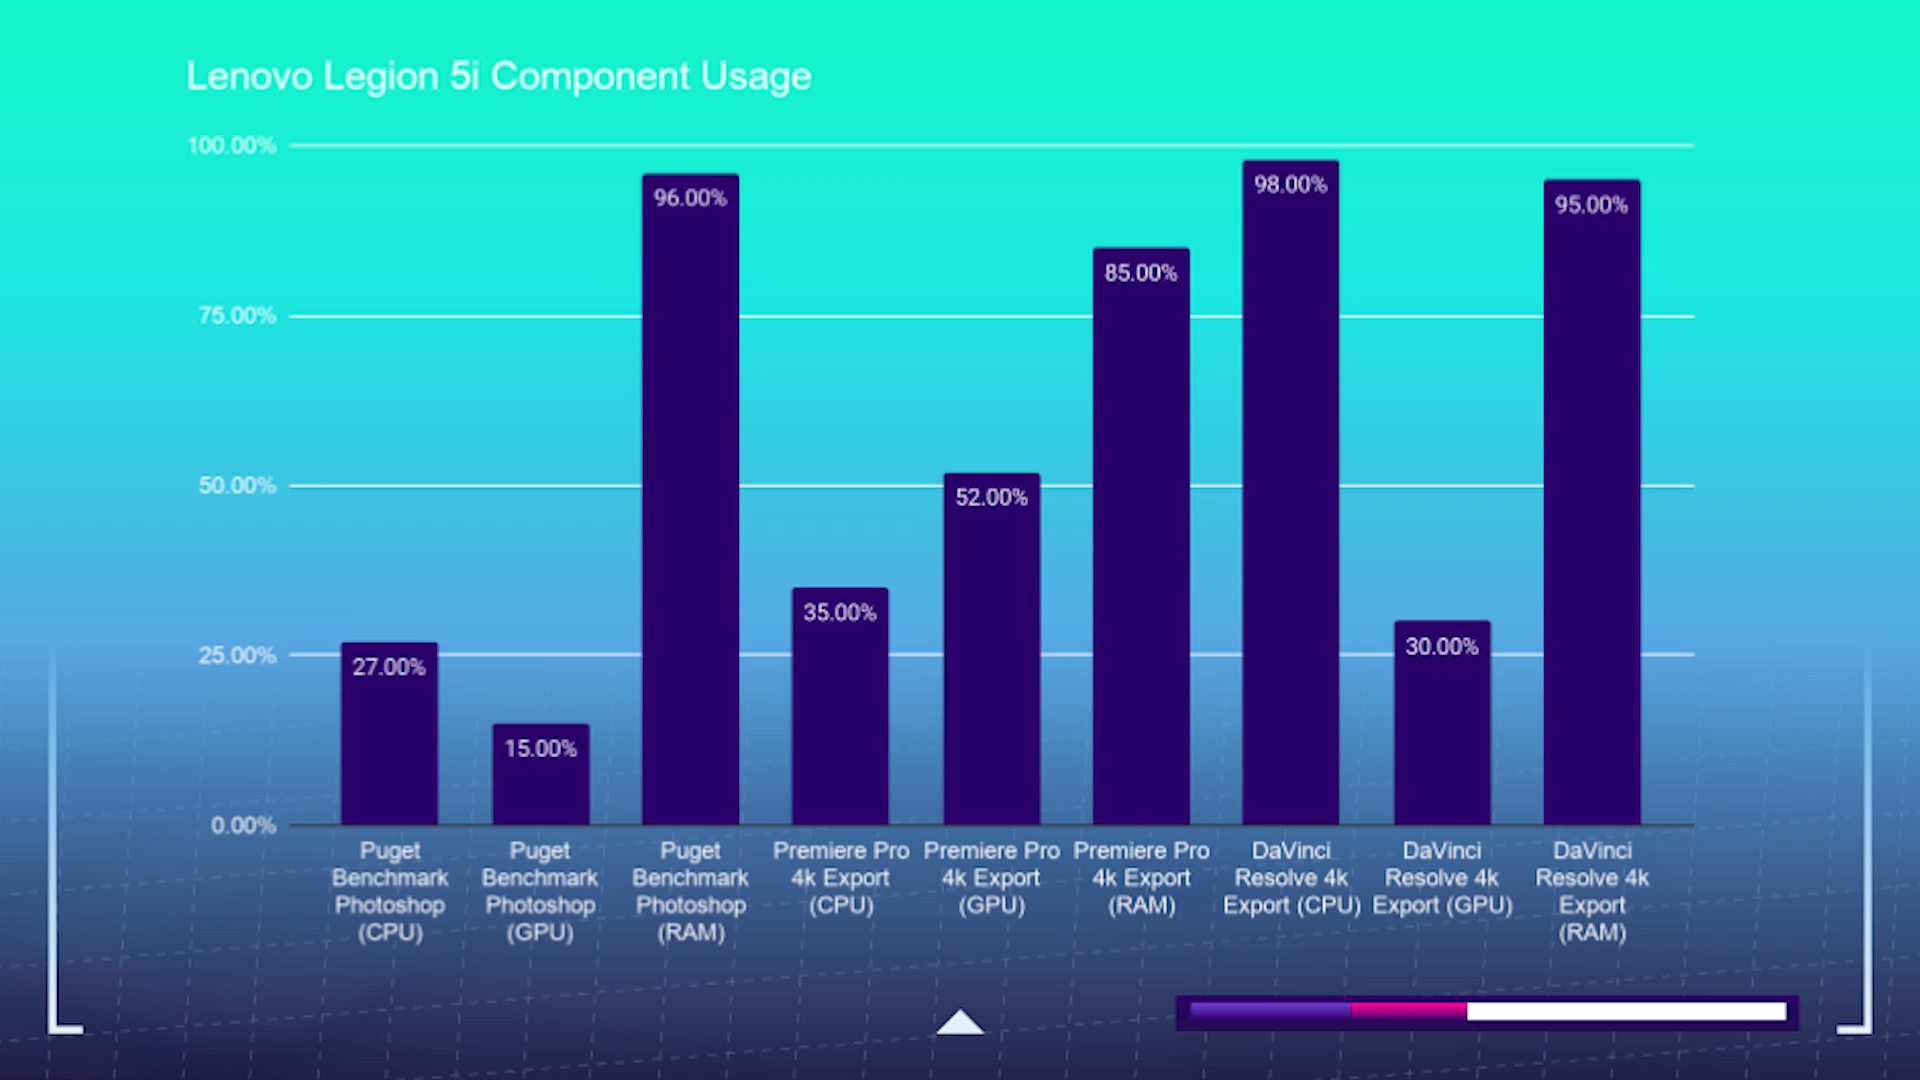 Lenovo Legion 5i Component Usage
100.00%
96.00%
98.00%
95.00%
85.00%
75.00%
50.00%
52.00%
35.00%
30.00%
25.00%
27.00%
15.00%
0.00%
Puget
Benchmark
Photoshop
(CPU)
Puget
Benchmark
Photoshop
(GPU)
Puget
Benchmark
Photoshop
(RAM)
Premiere Pro
4k Export
(CPU)
Premiere Pro
4k Export
(GPU)
Premiere Pro
4k Export
(RAM)
DaVinci
Resolve 4k
Export (CPU)
DaVinci
Resolve 4k
Export (GPU)
DaVinci
Resolve 4k
Export
(RAM)